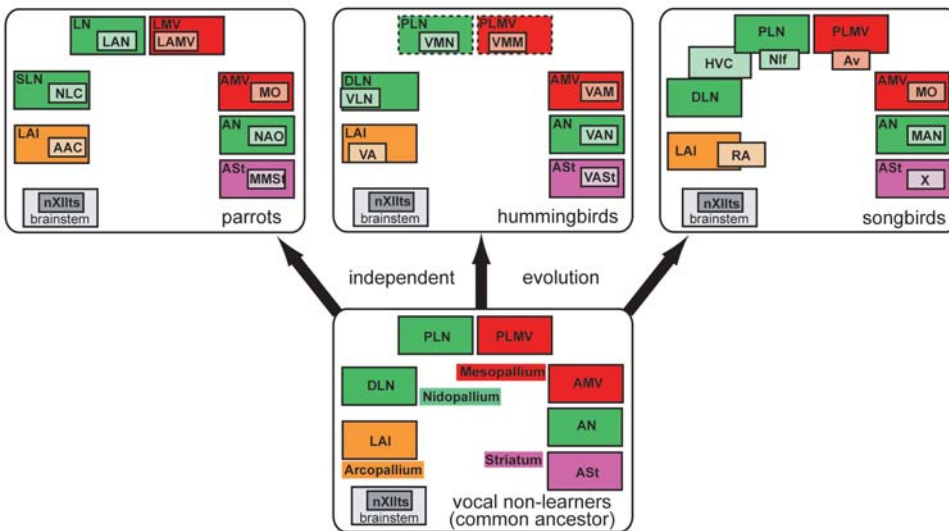 LN
LMV
LAN
LAMV
SLN
NLC
AMV
MO
LAI
AAC
AN
NAO
ASt
MMSt
nXIIts
brainstem
parrots
PLN
PLMV
VMN
VMM
DLN
VLN
AMV
VAM
LAI
VA
AN
VAN
ASt
VASt
nXIIts
brainstem
hummingbirds
PLN
PLMV
HVC
NIf
Av
DLN
AMV
MO
LAI
RA
AN
MAN
ASt
X
nXIIts
brainstem
songbirds
independent evolution
PLN
PLMV
Mesopallium
DLN
AMV
Nidopallium
AN
LAI
Striatum
Arcopallium
ASt
nXIIts
brainstem
vocal non-learners
(common ancestor)